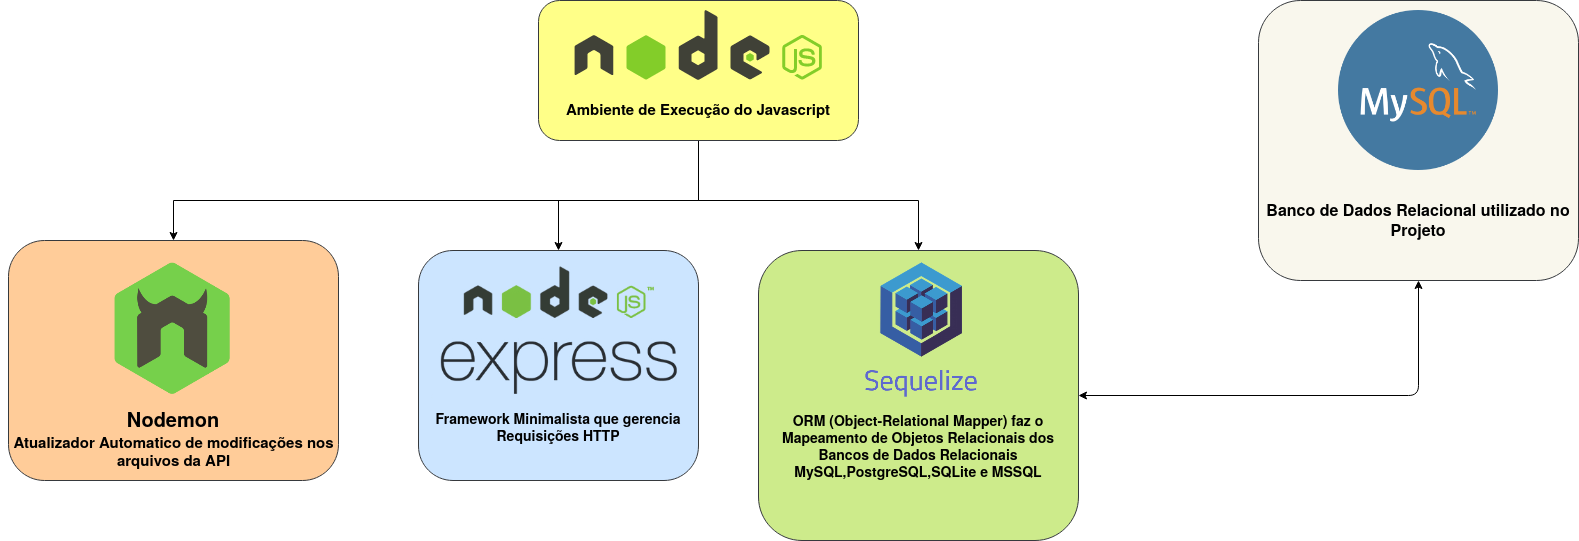 node JS
Ambiente de Execução do Javascript
MySQL™
Banco de Dados Relacional utilizado no
Projeto
n
Nodemon
Atualizador Automatico de modificações nos
arquivos da API
node JS™
express
Framework Minimalista que gerencia
Requisições HTTP
Sequelize
ORM (Object-Relational Mapper) faz o
Mapeamento de Objetos Relacionais dos
Bancos de Dados Relacionais
MySQL,PostgreSQL,SQLite e MSSQL